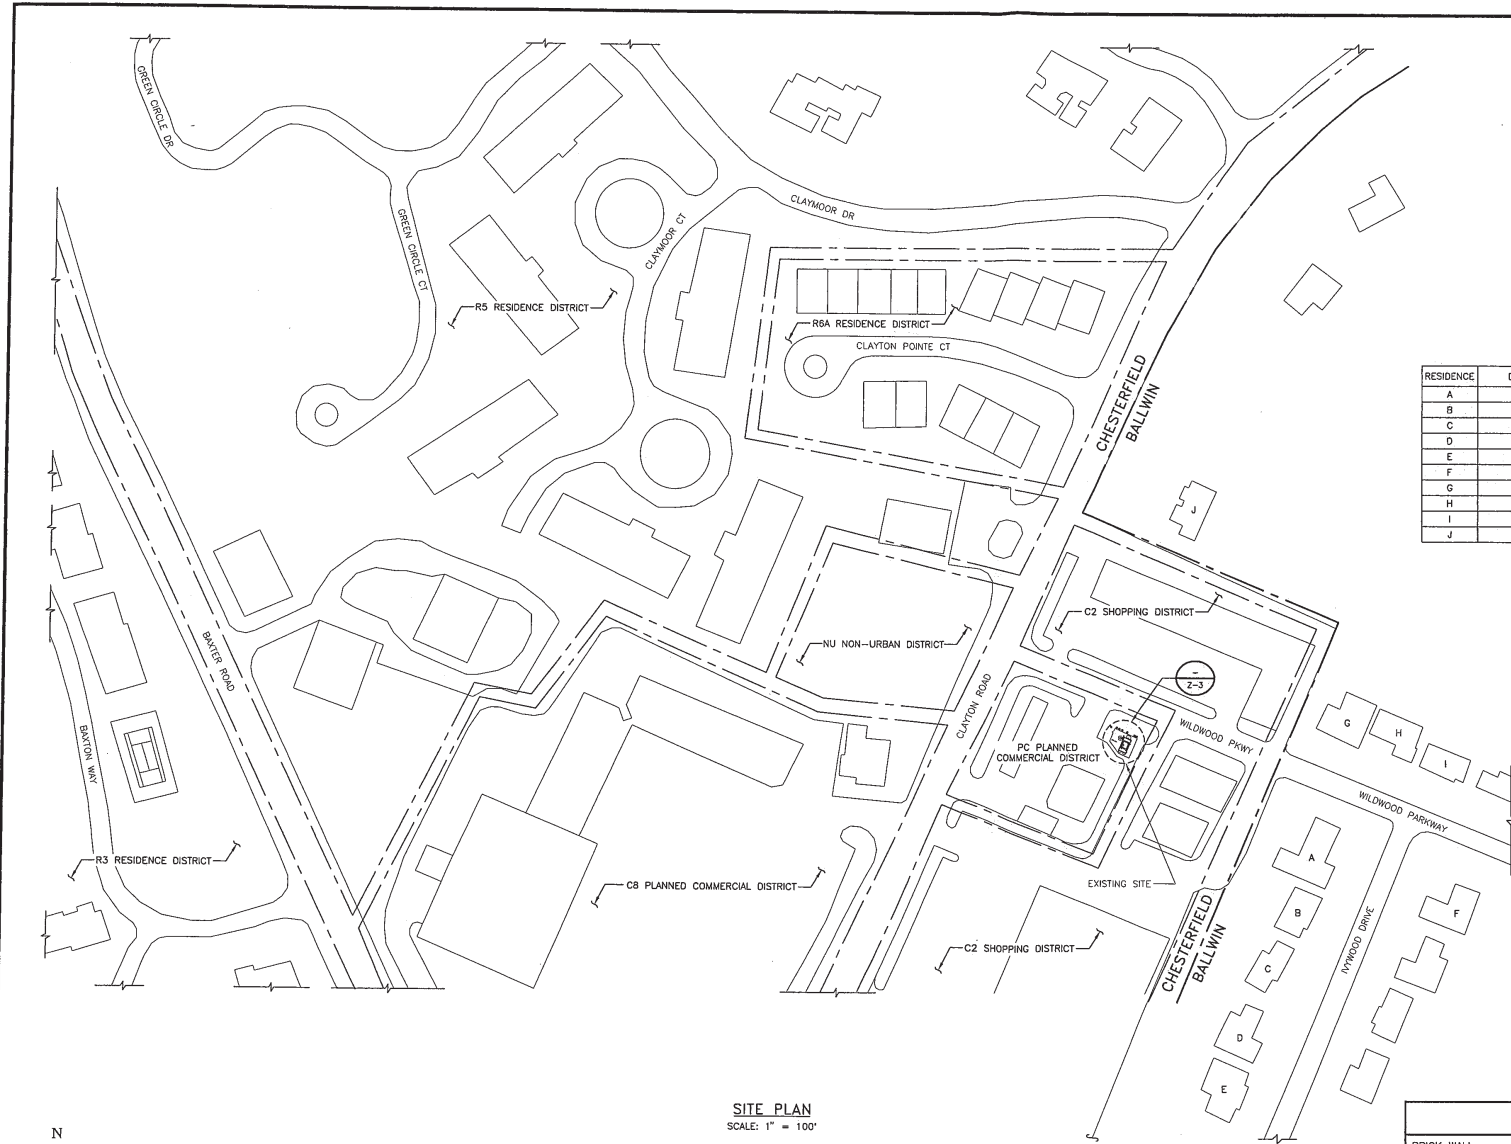 GREEN CIRCLE DR
GREEN CIRCLE CT
CLAYMOOR CT
CLAYMOOR DR
R5 RESIDENCE DISTRICT
R6A RESIDENCE DISTRICT
CLAYTON POINTE CT
CHESTERFIELD
BALLWIN
RESIDENCE
A
B
C
D
E
F
G
H
I
J
J
C2 SHOPPING DISTRICT
NU NON-URBAN DISTRICT
BAXTER ROAD
CLAYTON ROAD
Z-3
WILDWOOD PKWY
PC PLANNED
COMMERCIAL DISTRICT
G
H
I
WILDWOOD PARKWAY
BAXTON WAY
R3 RESIDENCE DISTRICT
C8 PLANNED COMMERCIAL DISTRICT
EXISTING SITE
C2 SHOPPING DISTRICT
CHESTERFIELD
BALLWIN
A
B
C
D
E
F
IVYWOOD DRIVE
SITE PLAN
SCALE: 1" = 100'
N